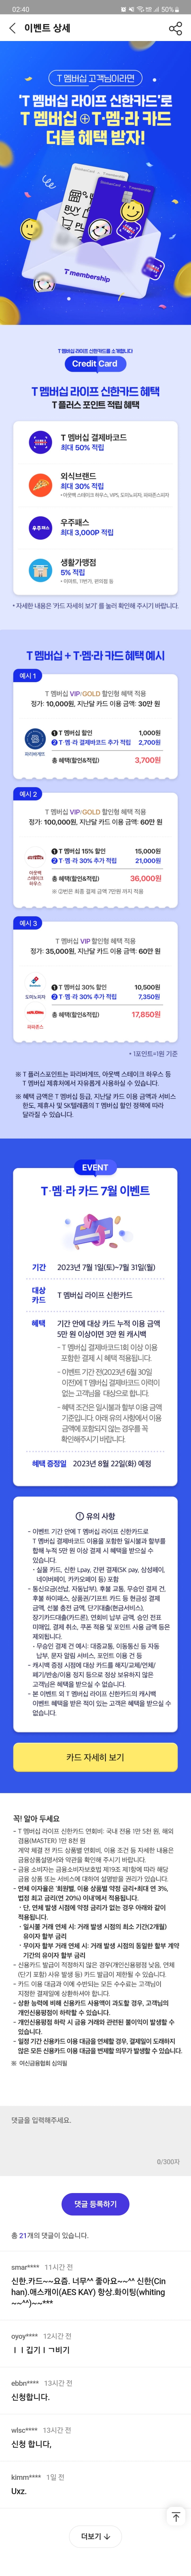 02:40
50%
이벤트 상세
T 멤버십 고객님이라면
'T 멤버십 라이프 신한카드'로
T 멤버십+T·멤·라 카드
더블 혜택 받자!
T membership
T 멤버십 라이프 신한카드를 소개합니다
Credit Card
T 멤버십 라이프 신한카드 혜택
T 플러스 포인트 적립 혜택
T 멤버십 결제바코드
최대 50% 적립
외식브랜드
최대 30% 적립
우주패스
우주패스
최대 3,000P 적립
생활가맹점
5% 적립
* 자세한 내용은 '카드 자세히 보기' 를 눌러 확인해 주시기 바랍니다.
T 멤버십 + T·멤·라 카드 혜택 예시
예시 1
T 멤버십 VIP/GOLD 할인형 혜택 적용
정가: 10,000원, 지난달 카드 이용 금액: 30만 원
파리바게뜨
❶ T 멤버십 할인 1,000원
❷ T·멤·라 결제바코드 추가 적립 2,700원
총 혜택(할인&적립) 3,700원
예시 2
T 멤버십 VIP/GOLD 할인형 혜택 적용
정가: 100,000원, 지난달 카드 이용 금액: 60만 원
아웃백
스테이크
하우스
❶ T 멤버십 15% 할인 15,000원
❷ T·멤·라 30% 추가 적립 21,000원
총 혜택(할인&적립) 36,000원
※ ②번은 최종 결제 금액 7만원 까지 적용
예시 3
T 멤버십 VIP 할인형 혜택 적용
정가: 35,000원, 지난달 카드 이용 금액: 60만 원
도미노피자
파파존스
❶ T 멤버십 30% 할인 10,500원
❷ T·멤·라 30% 추가 적립 7,350원
총 혜택(할인&적립) 17,850원
* 1포인트=1원 기준
※ T 플러스포인트는 파리바게뜨, 아웃백 스테이크 하우스 등
T 멤버십 제휴처에서 자유롭게 사용하실 수 있습니다.
※ 혜택 금액은 T 멤버십 등급, 지난달 카드 이용 금액과 서비스
한도, 제휴사 및 SK텔레콤의 T 멤버십 할인 정책에 따라
달라질 수 있습니다.
EVENT
T·멤·라 카드 7월 이벤트
기간 2023년 7월 1일(토)~7월 31일(월)
대상
카드
T 멤버십 라이프 신한카드
혜택 기간 안에 대상 카드 누적 이용 금액
5만 원 이상이면 3만 원 캐시백
- T 멤버십 결제바코드1회 이상 이용
포함한 결제 시 혜택 적용됩니다.
- 이벤트 기간 전(2023년 6월 30일
이전)에 T 멤버십 결제바코드 이력이
없는 고객님을 대상으로 합니다.
- 혜택 조건은 일시불과 할부 이용 금액
기준입니다. 아래 유의 사항에서 이용
금액에 포함되지 않는 경우를 꼭
확인해주시기 바랍니다.
혜택 증정일 2023년 8월 22일(화) 예정
유의 사항
- 이벤트 기간 안에 T 멤버십 라이프 신한카드로
T 멤버십 결제바코드 이용을 포함한 일시불과 할부를
합해 누적 5만 원 이상 결제 시 혜택을 받으실 수
있습니다.
- 실물 카드, 신한 Lpay, 간편 결제(SK pay, 삼성페이,
네이버페이, 카카오페이 등) 포함
- 통신요금(선납, 자동납부), 후불 교통, 무승인 결제 건,
후불 하이패스, 상품권/기프트 카드 등 현금성 결제
금액, 선불 충전 금액, 단기대출(현금서비스),
장기카드대출(카드론), 연회비 납부 금액, 승인 전표
미매입, 결제 취소, 쿠폰 적용 및 포인트 사용 금액 등은
제외됩니다.
- 무승인 결제 건 예시: 대중교통, 이동통신 등 자동
납부, 문자 알림 서비스, 포인트 이용 건 등
- 캐시백 증정 시점에 대상 카드를 해지/교체/연체/
폐기/반송/이용 정지 등으로 정상 보유하지 않은
고객님은 혜택을 받으실 수 없습니다.
- 본 이벤트 외 T 멤버십 라이프 신한카드의 캐시백
이벤트 혜택을 받은 적이 있는 고객은 혜택을 받으실 수
없습니다.
카드 자세히 보기
꼭! 알아 두세요
- T 멤버십 라이프 신한카드 연회비: 국내 전용 1만 5천 원, 해외
겸용(MASTER) 1만 8천 원
계약 체결 전 카드 상품별 연회비, 이용 조건 등 자세한 내용은
금융상품설명서와 약관을 확인해 주시기 바랍니다.
- 금융 소비자는 금융소비자보호법 제19조 제1항에 따라 해당
금융 상품 또는 서비스에 대하여 설명받을 권리가 있습니다.
- 연체 이자율은 '회원별, 이용 상품별 약정 금리+최대 연 3%,
법정 최고 금리(연 20%) 이내'에서 적용됩니다.
- 단, 연체 발생 시점에 약정 금리가 없는 경우 아래와 같이
적용됩니다.
- 일시불 거래 연체 시: 거래 발생 시점의 최소 기간(2개월)
유이자 할부 금리
- 무이자 할부 거래 연체 시: 거래 발생 시점의 동일한 할부 계약
기간의 유이자 할부 금리
- 신용카드 발급이 적정하지 않은 경우(개인신용평점 낮음, 연체
(단기 포함) 사유 발생 등) 카드 발급이 제한될 수 있습니다.
- 카드 이용 대금과 이에 수반되는 모든 수수료는 고객님이
지정한 결제일에 상환하셔야 합니다.
- 상환 능력에 비해 신용카드 사용액이 과도할 경우, 고객님의
개인신용평점이 하락할 수 있습니다.
- 개인신용평점 하락 시 금융 거래와 관련된 불이익이 발생할 수
있습니다.
- 일정 기간 신용카드 이용 대금을 연체할 경우, 결제일이 도래하지
않은 모든 신용카드 이용 대금을 변제할 의무가 발생할 수 있습니다.
※ 여신금융협회 심의필
댓글을 입력해주세요.
0/300자
댓글 등록하기
총 21개의 댓글이 있습니다.
smar**** 11시간 전
신한.카드~~요즘. 너무^^ 좋아요~~^^ 신한(Cin
han).애스캐이(AES KAY) 항상.화이팅(whiting
~~^^)~~***
oyoy**** 12시간 전
ㅣㅣ깁기ㅣㄱ비기
ebbn**** 13시간 전
신청합니다.
wlsc**** 13시간 전
신청 합니다,
kimm**** 1일 전
Uxz.
더보기